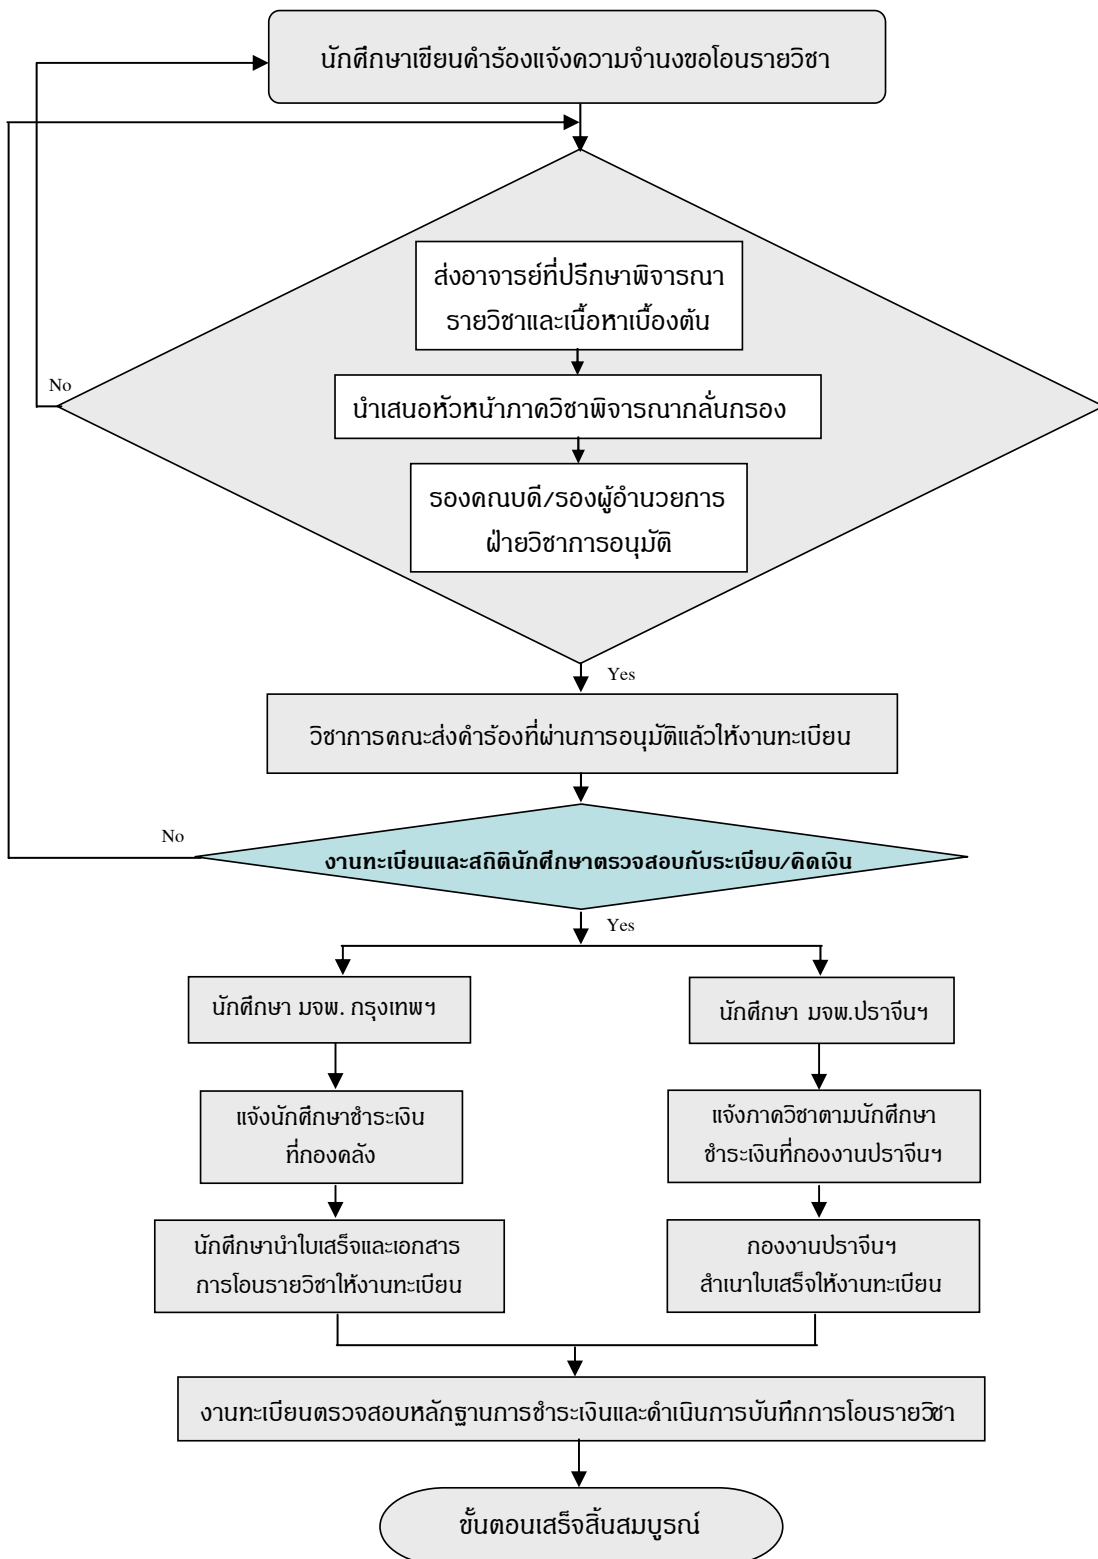 นักศึกษาเขียนคำร้องแจ้งความจำนงขอโอนรายวิชา
ส่งอาจารย์ที่ปรึกษาพิจารณา
รายวิชาและเนื้อหาเบื้องต้น
No
นำเสนอหัวหน้าภาควิชาพิจารณากลั่นกรอง
รองคณบดี/รองผู้อำนวยการ
ฝ่ายวิชาการอนุมัติ
Yes
วิชาการคณะส่งคำร้องที่ผ่านการอนุมัติแล้วให้งานทะเบียน
No
งานทะเบียนและสถิตินักศึกษาตรวจสอบกับระเบียบ/คิดเงิน
Yes
นักศึกษา มจพ. กรุงเทพฯ
นักศึกษา มจพ.ปราจีนฯ
แจ้งนักศึกษาชำระเงิน
ที่กองคลัง
แจ้งภาควิชาตามนักศึกษา
ชำระเงินที่กองงานปราจีนฯ
นักศึกษานำใบเสร็จและเอกสาร
การโอนรายวิชาให้งานทะเบียน
กองงานปราจีนฯ
สำเนาใบเสร็จให้งานทะเบียน
งานทะเบียนตรวจสอบหลักฐานการชำระเงินและดำเนินการบันทึกการโอนรายวิชา
ขั้นตอนเสร็จสิ้นสมบูรณ์